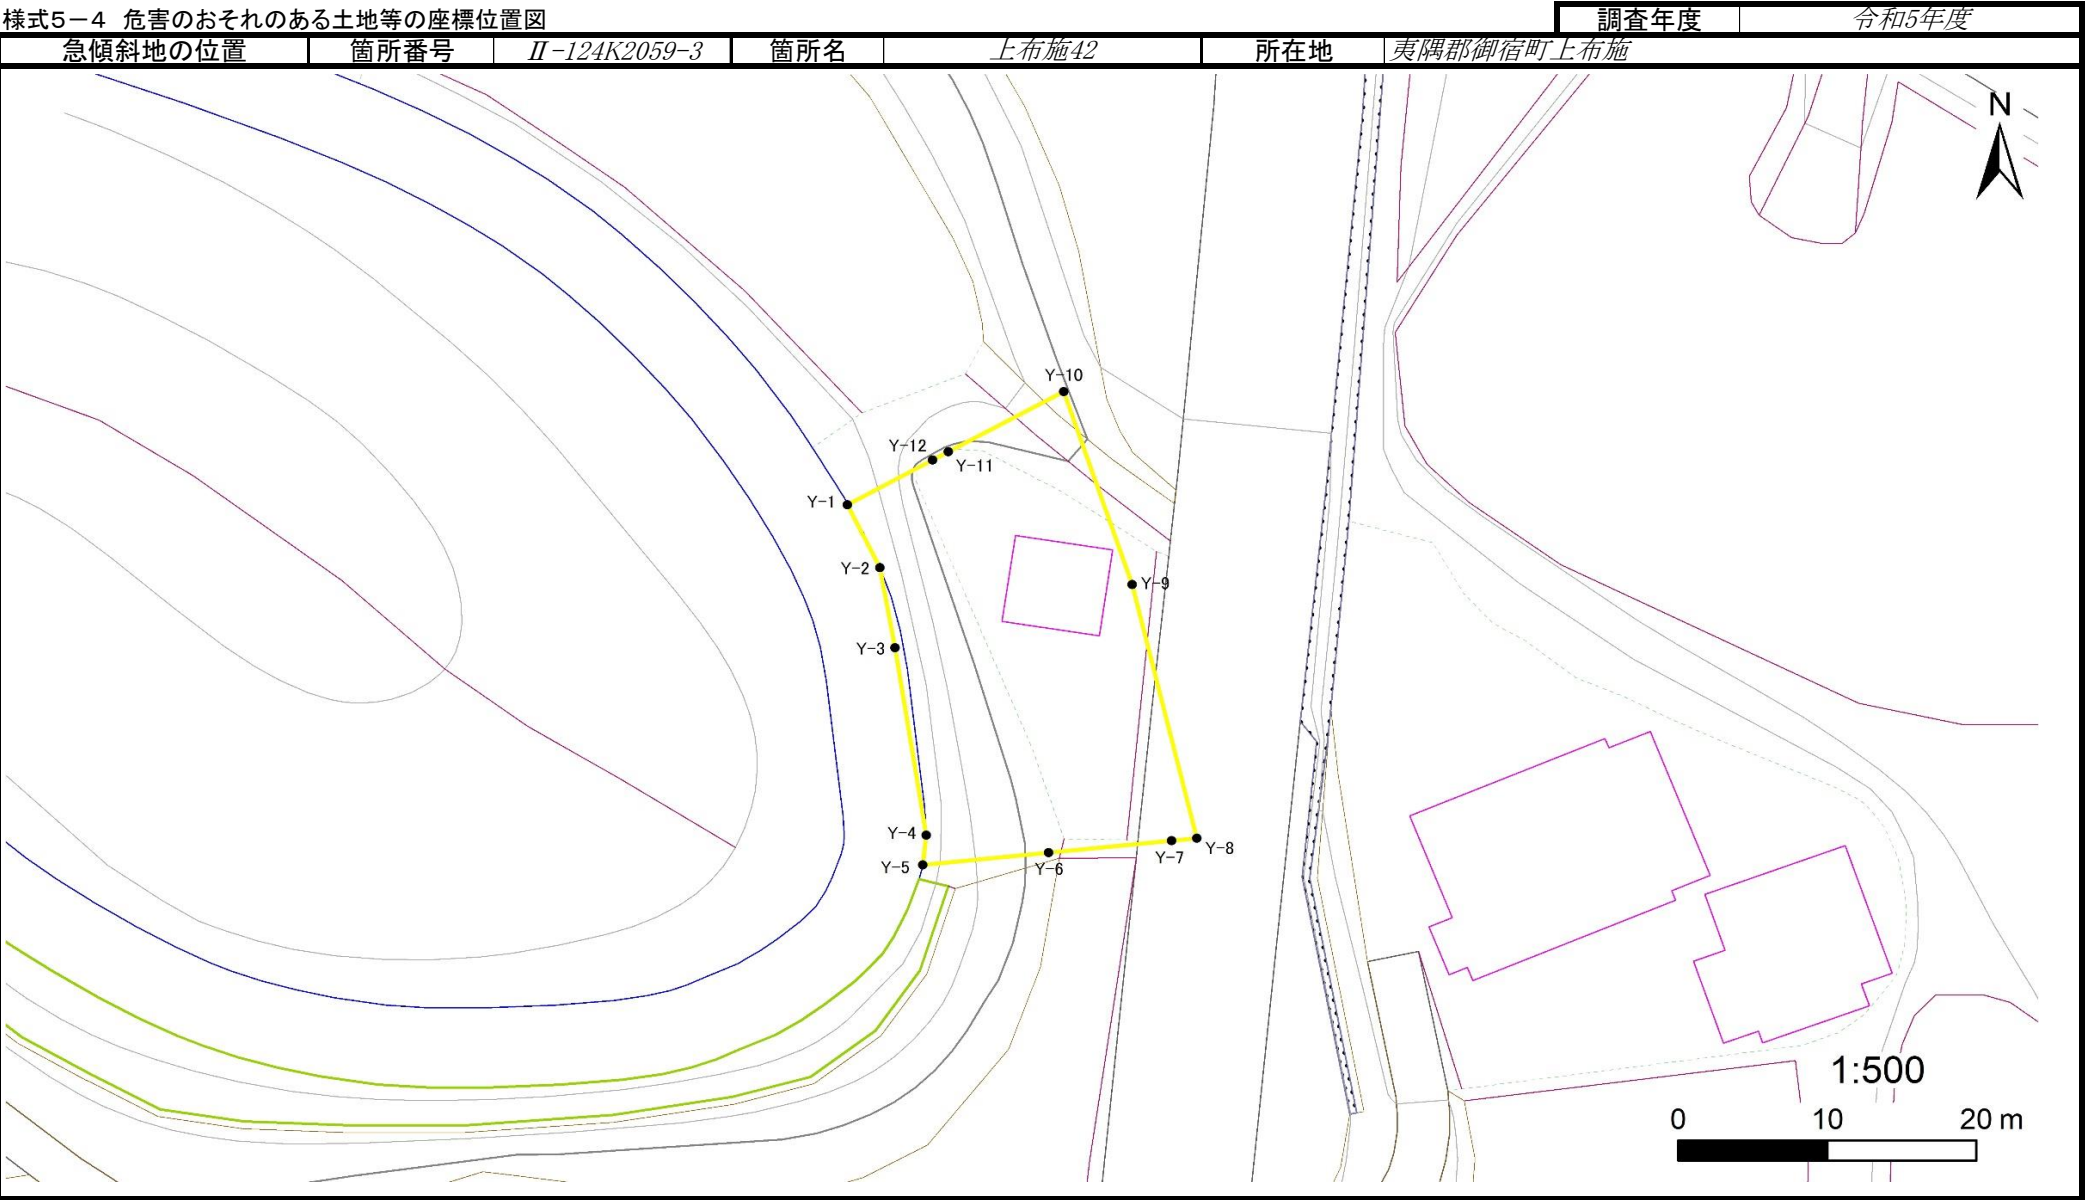 様式５－４ 危害のおそれのある土地等の座標位置図 調査年度 令和5年度
急傾斜地の位置 箇所番号 Ⅱ-124K2059-3 箇所名 上布施42 所在地 夷隅郡御宿町上布施
N
Y-10
Y-12
Y-11
Y-1
Y-2
Y-9
Y-3
Y-4
Y-8
Y-7
Y-6
Y-5
1:500
0 10 20 m